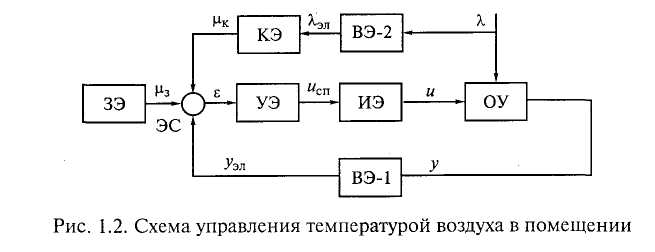 μк КЭ λэл ВЭ-2 λ
ЗЭ μз ЭС ε УЭ uсп ИЭ u ОУ
yэл ВЭ-1 y
Рис. 1.2. Схема управления температурой воздуха в помещении